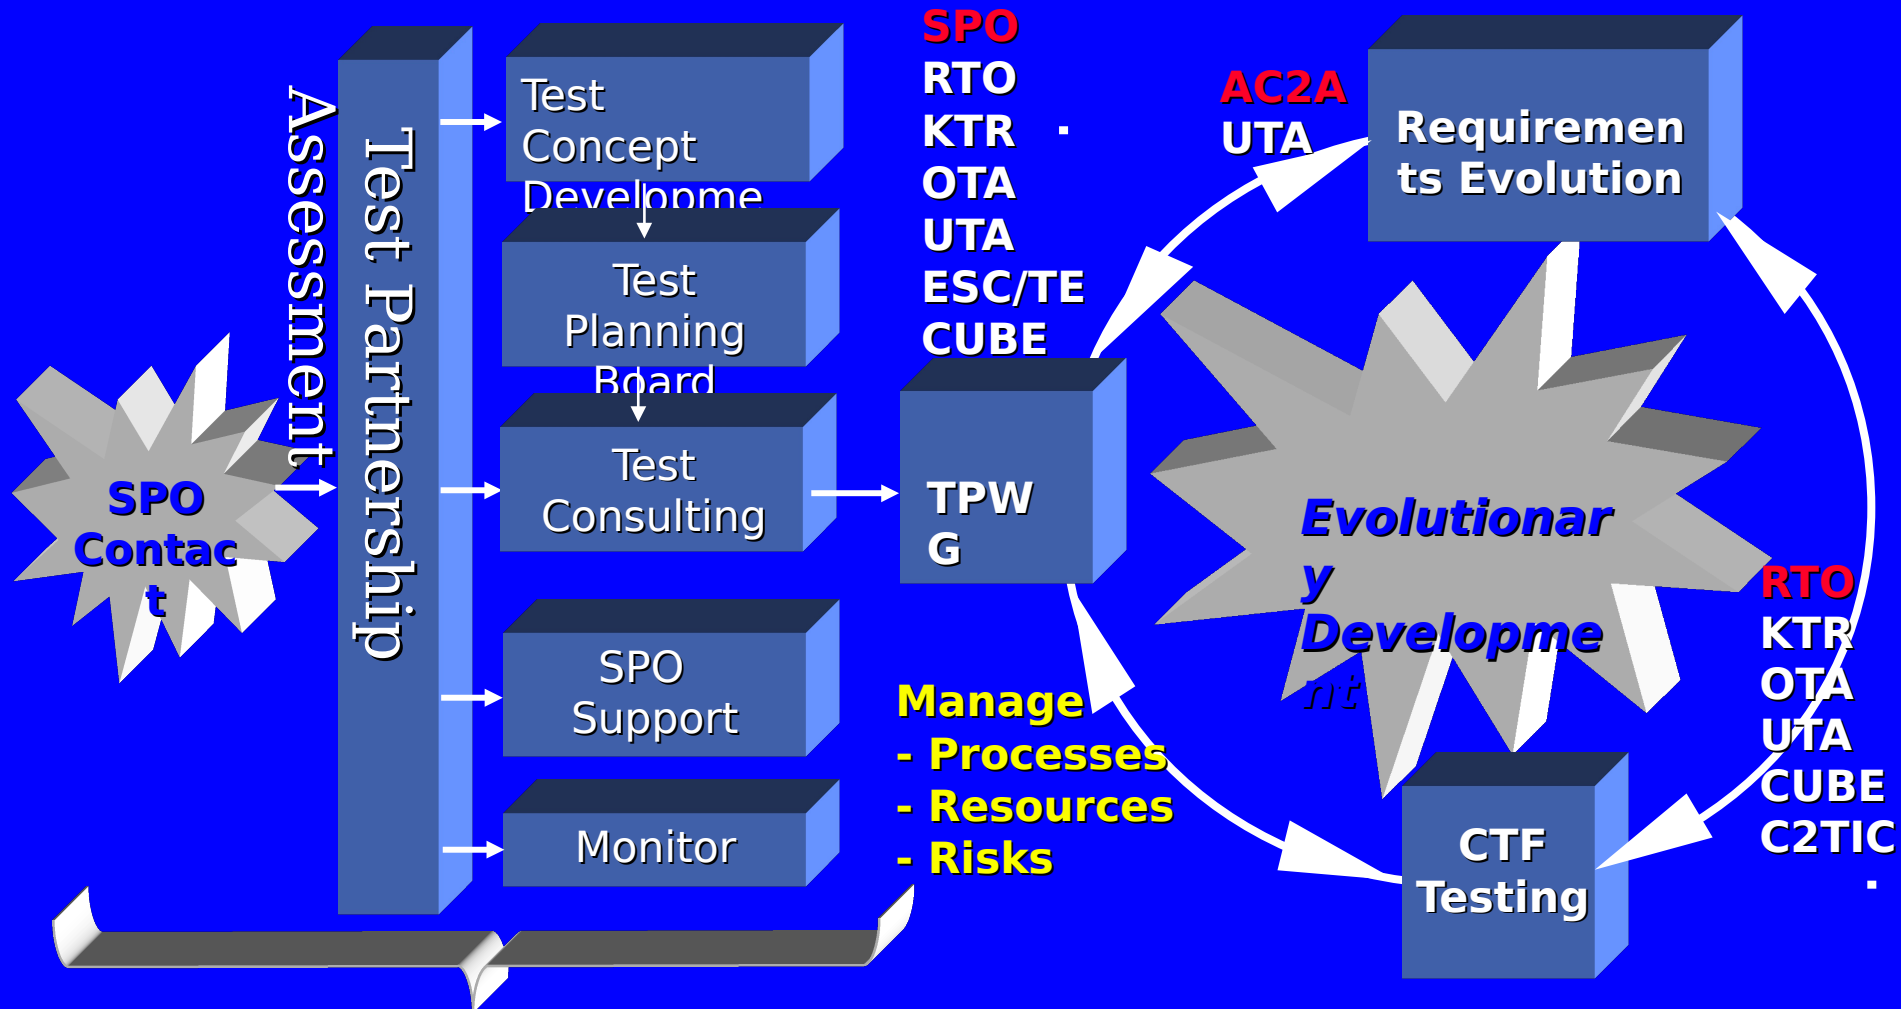 SPO
Contac
t
Test Partnership
Assessment
Test
Concept
Developme
Test
Planning
Board
Test
Consulting
SPO
Support
Monitor
SPO
RTO
KTR
OTA
UTA
ESC/TE
CUBE
TPW
G
Manage
- Processes
- Resources
- Risks
AC2A
UTA
Requiremen
ts Evolution
Evolutionar
y
Developme
nt
RTO
KTR
OTA
UTA
CUBE
C2TIC
CTF
Testing